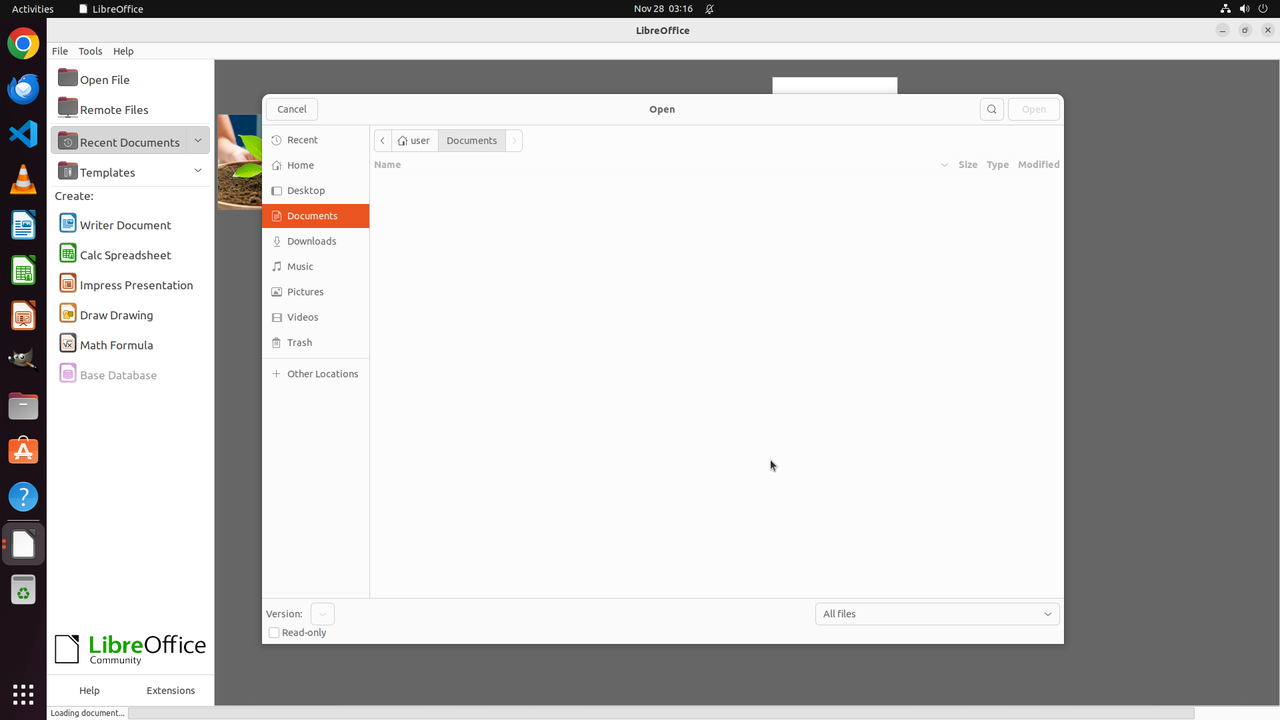 Activities
LibreOffice
Nov 28 03:16
LibreOffice
File Tools Help
Open File
Remote Files
Recent Documents
Templates
Create:
Writer Document
Calc Spreadsheet
Impress Presentation
Draw Drawing
Math Formula
Base Database
LibreOffice
Community
Help
Extensions
Loading document...
Cancel
Open
Open
Recent
Home
Desktop
Documents
Downloads
Music
Pictures
Videos
Trash
Other Locations
user
Documents
Name
Size
Type
Modified
Version:
All files
Read-only